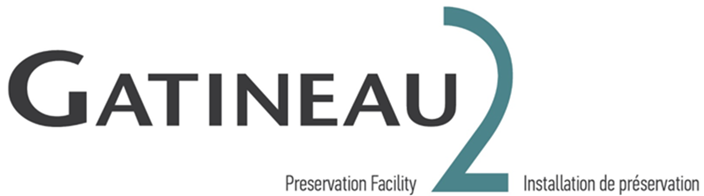 GATINEAU 2
Preservation Facility Installation de préservation